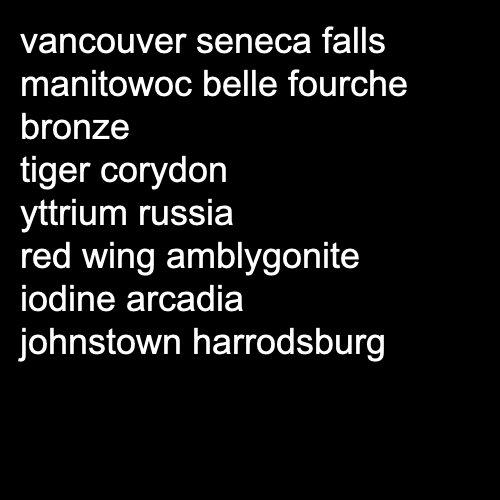 vancouver seneca falls
manitowoc belle fourche
bronze
tiger corydon
yttrium russia
red wing amblygonite
iodine arcadia
johnstown harrodsburg